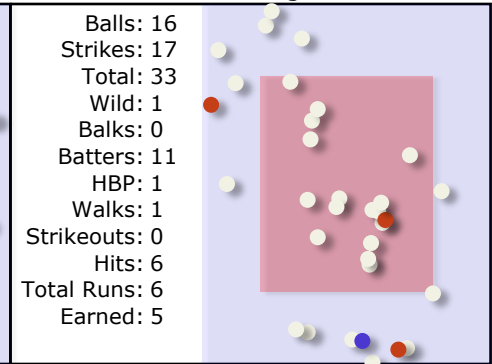 Balls: 16
Strikes: 17
Total: 33
Wild: 1
Balks: 0
Batters: 11
HBP: 1
Walks: 1
Strikeouts: 0
Hits: 6
Total Runs: 6
Earned: 5